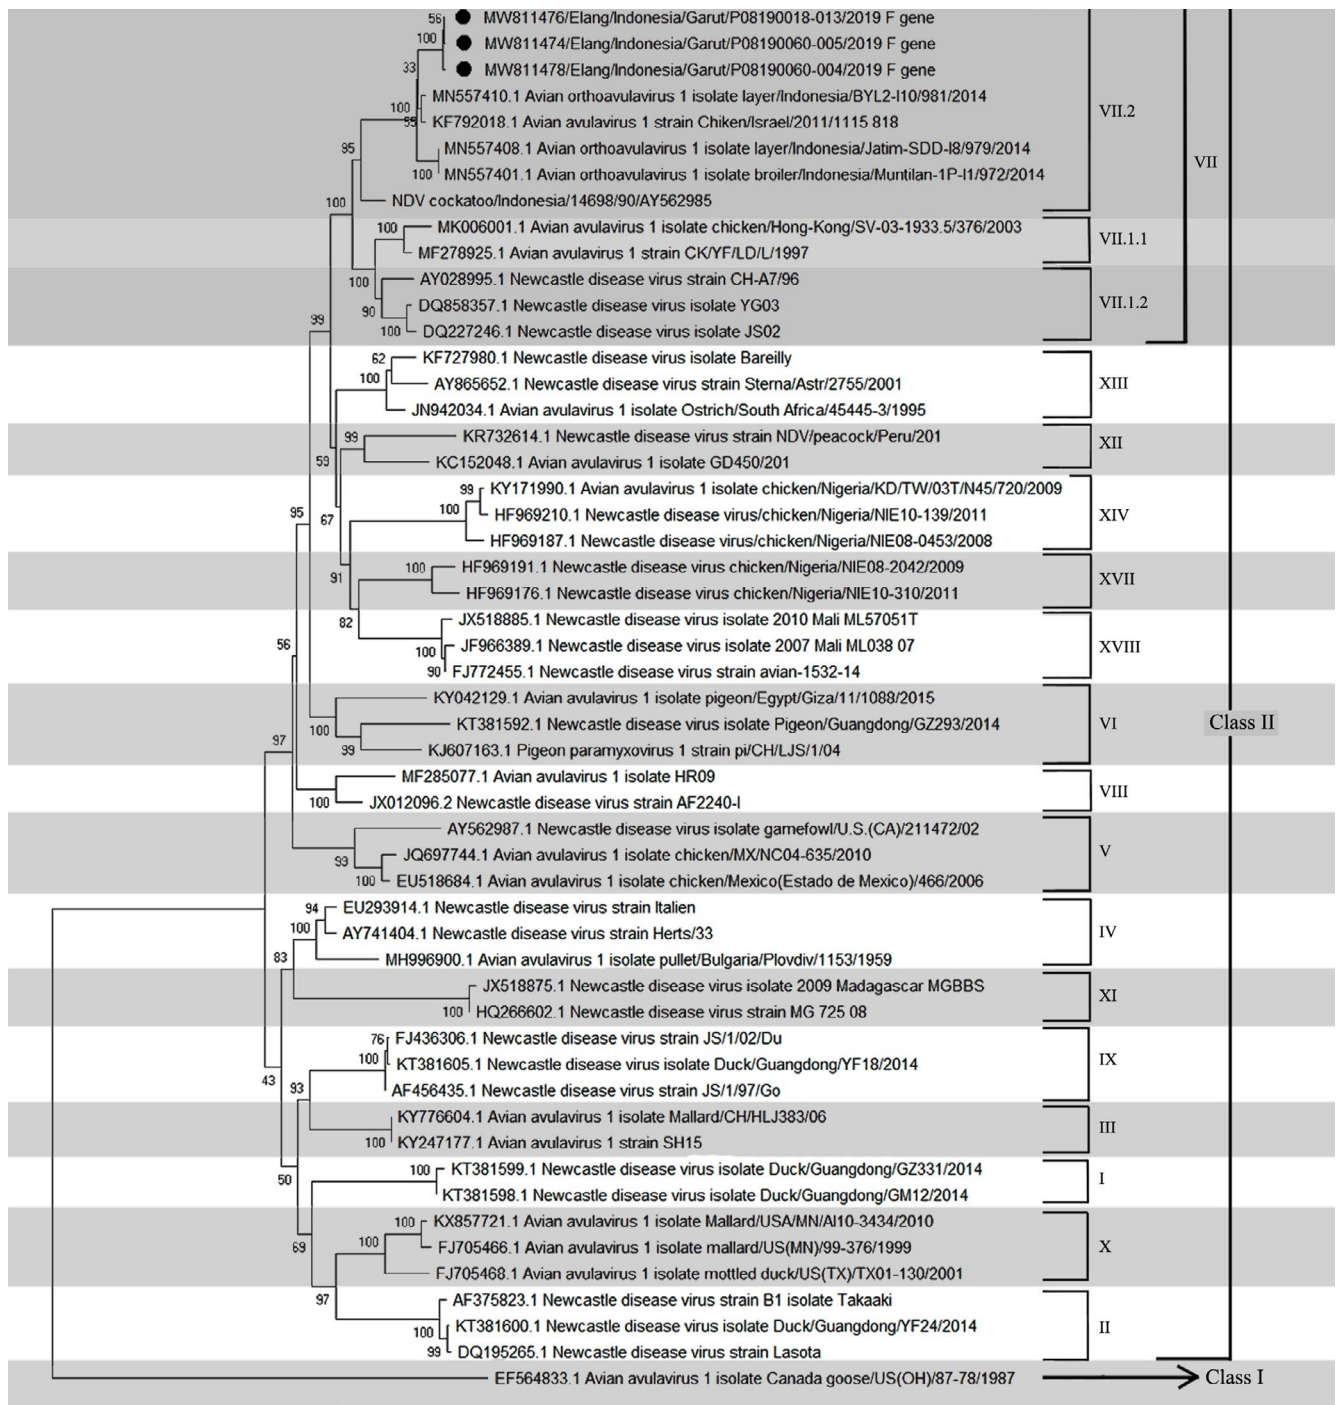 56 MW811476/Elang/Indonesia/Garut/P08190018-013/2019 F gene
100 MW811474/Elang/Indonesia/Garut/P08190060-005/2019 F gene
MW811478/Elang/Indonesia/Garut/P08190060-004/2019 F gene
33
MN557410.1 Avian orthoavulavirus 1 isolate layer/Indonesia/BYL2-I10/981/2014
100
VII.2
55 KF792018.1 Avian avulavirus 1 strain Chiken/Israel/2011/1115 818
95 MN557408.1 Avian orthoavulavirus 1 isolate layer/Indonesia/Jatim-SDD-I8/979/2014
VII
100 MN557401.1 Avian orthoavulavirus 1 isolate broiler/Indonesia/Muntilan-1P-I1/972/2014
NDV cockatoo/Indonesia/14698/90/AY562985
100
100 MK006001.1 Avian avulavirus 1 isolate chicken/Hong-Kong/SV-03-1933.5/376/2003
VII.1.1
MF278925.1 Avian avulavirus 1 strain CK/YF/LD/L/1997
100 AY028995.1 Newcastle disease virus strain CH-A7/96
90 DQ858357.1 Newcastle disease virus isolate YG03
VII.1.2
99
100 DQ227246.1 Newcastle disease virus isolate JS02
62 KF727980.1 Newcastle disease virus isolate Bareilly
100 AY865652.1 Newcastle disease virus strain Sterna/Astr/2755/2001
XIII
JN942034.1 Avian avulavirus 1 isolate Ostrich/South Africa/45445-3/1995
99 KR732614.1 Newcastle disease virus strain NDV/peacock/Peru/201
XII
59 KC152048.1 Avian avulavirus 1 isolate GD450/201
99 KY171990.1 Avian avulavirus 1 isolate chicken/Nigeria/KD/TW/03T/N45/720/2009
95 67 100 HF969210.1 Newcastle disease virus/chicken/Nigeria/NIE10-139/2011
XIV
HF969187.1 Newcastle disease virus/chicken/Nigeria/NIE08-0453/2008
91 100 HF969191.1 Newcastle disease virus chicken/Nigeria/NIE08-2042/2009
XVII
HF969176.1 Newcastle disease virus chicken/Nigeria/NIE10-310/2011
82 JX518885.1 Newcastle disease virus isolate 2010 Mali ML57051T
56 100 JF966389.1 Newcastle disease virus isolate 2007 Mali ML038 07
XVIII
90 FJ772455.1 Newcastle disease virus strain avian-1532-14
KY042129.1 Avian avulavirus 1 isolate pigeon/Egypt/Giza/11/1088/2015
100 KT381592.1 Newcastle disease virus isolate Pigeon/Guangdong/GZ293/2014
VI
Class II
97 99 KJ607163.1 Pigeon paramyxovirus 1 strain pi/CH/LJS/1/04
MF285077.1 Avian avulavirus 1 isolate HR09
VIII
100 JX012096.2 Newcastle disease virus strain AF2240-I
AY562987.1 Newcastle disease virus isolate gamefowl/U.S.(CA)/211472/02
99 JQ697744.1 Avian avulavirus 1 isolate chicken/MX/NC04-635/2010
V
100 EU518684.1 Avian avulavirus 1 isolate chicken/Mexico(Estado de Mexico)/466/2006
94 EU293914.1 Newcastle disease virus strain Italien
100 AY741404.1 Newcastle disease virus strain Herts/33
IV
83 MH996900.1 Avian avulavirus 1 isolate pullet/Bulgaria/Plovdiv/1153/1959
JX518875.1 Newcastle disease virus isolate 2009 Madagascar MGBBS
XI
100 HQ266602.1 Newcastle disease virus strain MG 725 08
76 FJ436306.1 Newcastle disease virus strain JS/1/02/Du
100 KT381605.1 Newcastle disease virus isolate Duck/Guangdong/YF18/2014
IX
43 93 AF456435.1 Newcastle disease virus strain JS/1/97/Go
KY776604.1 Avian avulavirus 1 isolate Mallard/CH/HLJ383/06
III
100 KY247177.1 Avian avulavirus 1 strain SH15
50 100 KT381599.1 Newcastle disease virus isolate Duck/Guangdong/GZ331/2014
I
KT381598.1 Newcastle disease virus isolate Duck/Guangdong/GM12/2014
100 KX857721.1 Avian avulavirus 1 isolate Mallard/USA/MN/AI10-3434/2010
69 100 FJ705466.1 Avian avulavirus 1 isolate mallard/US(MN)/99-376/1999
X
FJ705468.1 Avian avulavirus 1 isolate mottled duck/US(TX)/TX01-130/2001
97 AF375823.1 Newcastle disease virus strain B1 isolate Takaaki
100 KT381600.1 Newcastle disease virus isolate Duck/Guangdong/YF24/2014
II
99 DQ195265.1 Newcastle disease virus strain Lasota
EF564833.1 Avian avulavirus 1 isolate Canada goose/US(OH)/87-78/1987
Class I